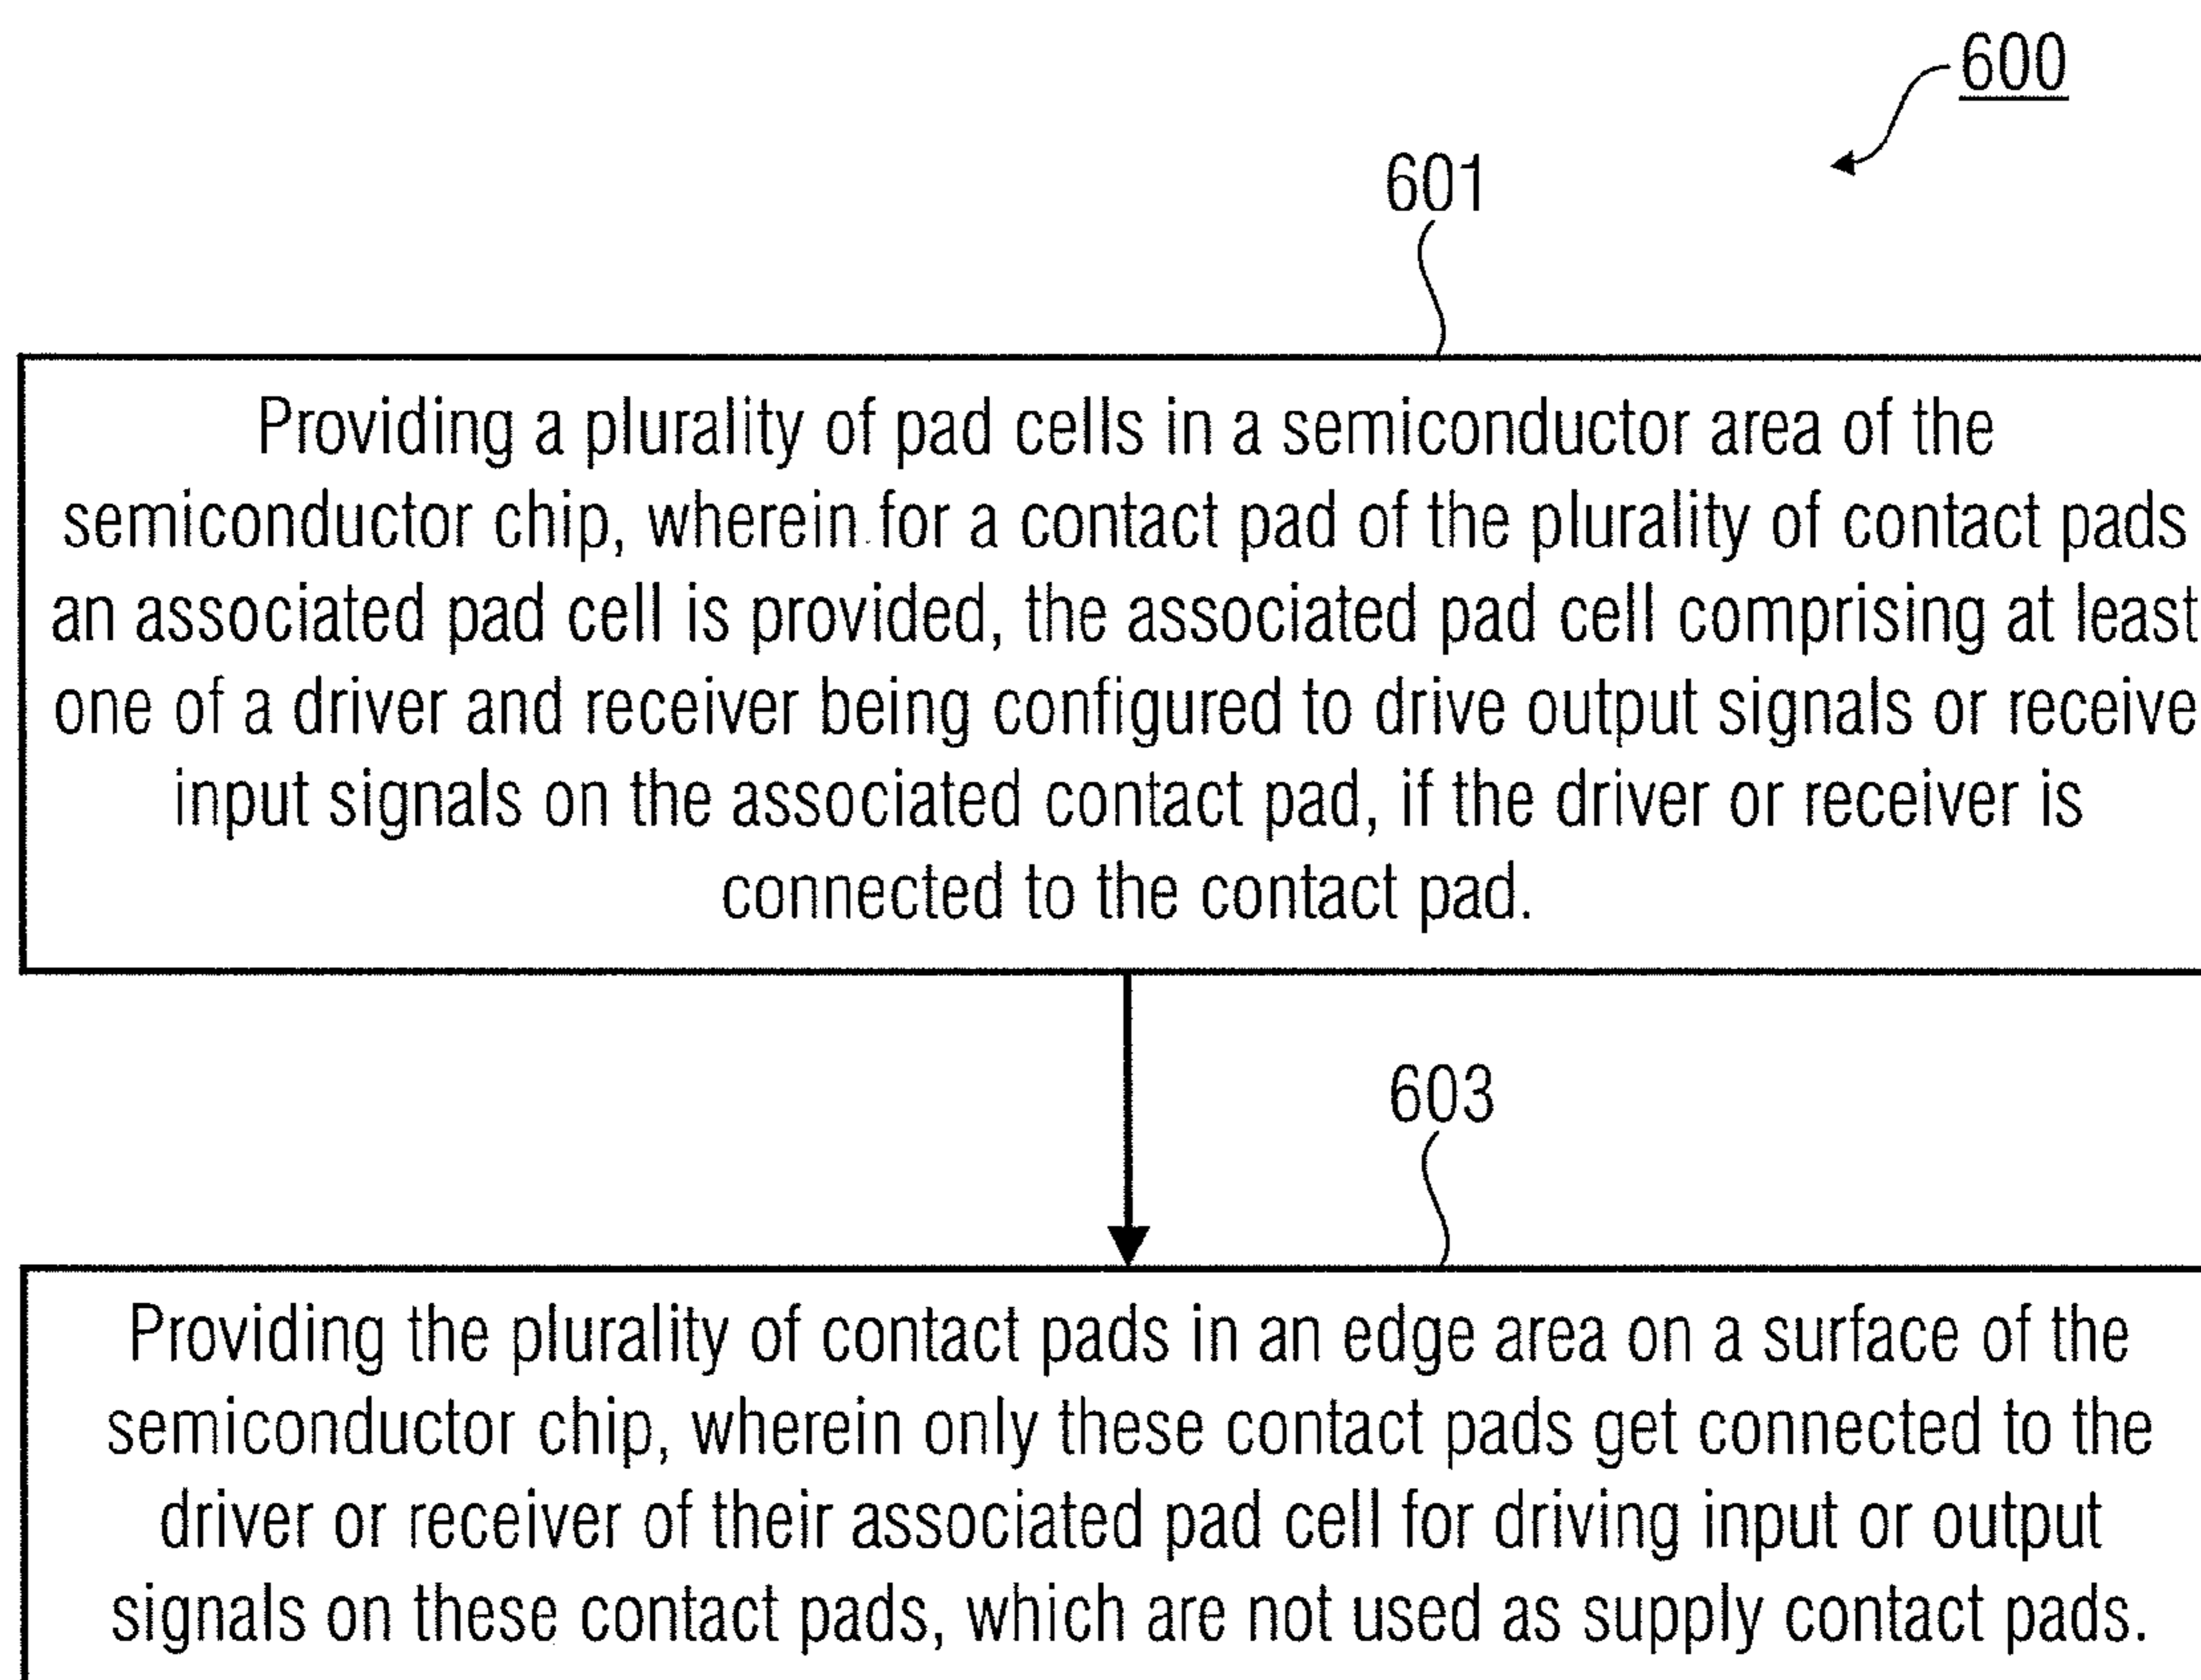 600
601
Providing a plurality of pad cells in a semiconductor area of the
semiconductor chip, wherein for a contact pad of the plurality of contact pads
an associated pad cell is provided, the associated pad cell comprising at least
one of a driver and receiver being configured to drive output signals or receive
input signals on the associated contact pad, if the driver or receiver is
connected to the contact pad.
603
Providing the plurality of contact pads in an edge area on a surface of the
semiconductor chip, wherein only these contact pads get connected to the
driver or receiver of their associated pad cell for driving input or output
signals on these contact pads, which are not used as supply contact pads.